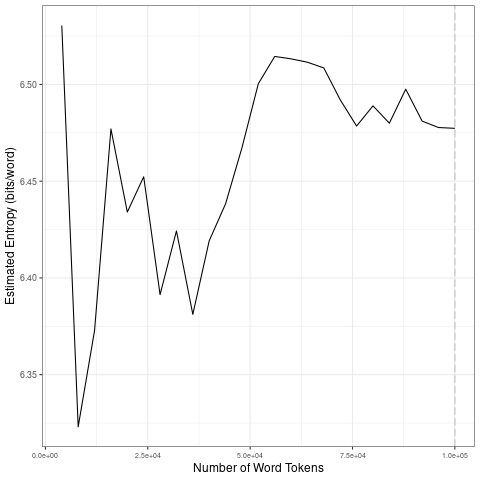 Estimated Entropy (bits/word)
6.50
6.45
6.40
6.35
0.0e+00 2.5e+04 5.0e+04 7.5e+04 1.0e+05
Number of Word Tokens